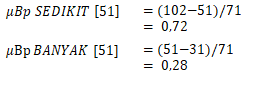 μBp SEDIKIT [51] = (102−51)/71
= 0,72
μBp BANYAK [51] = (51−31)/71
= 0,28